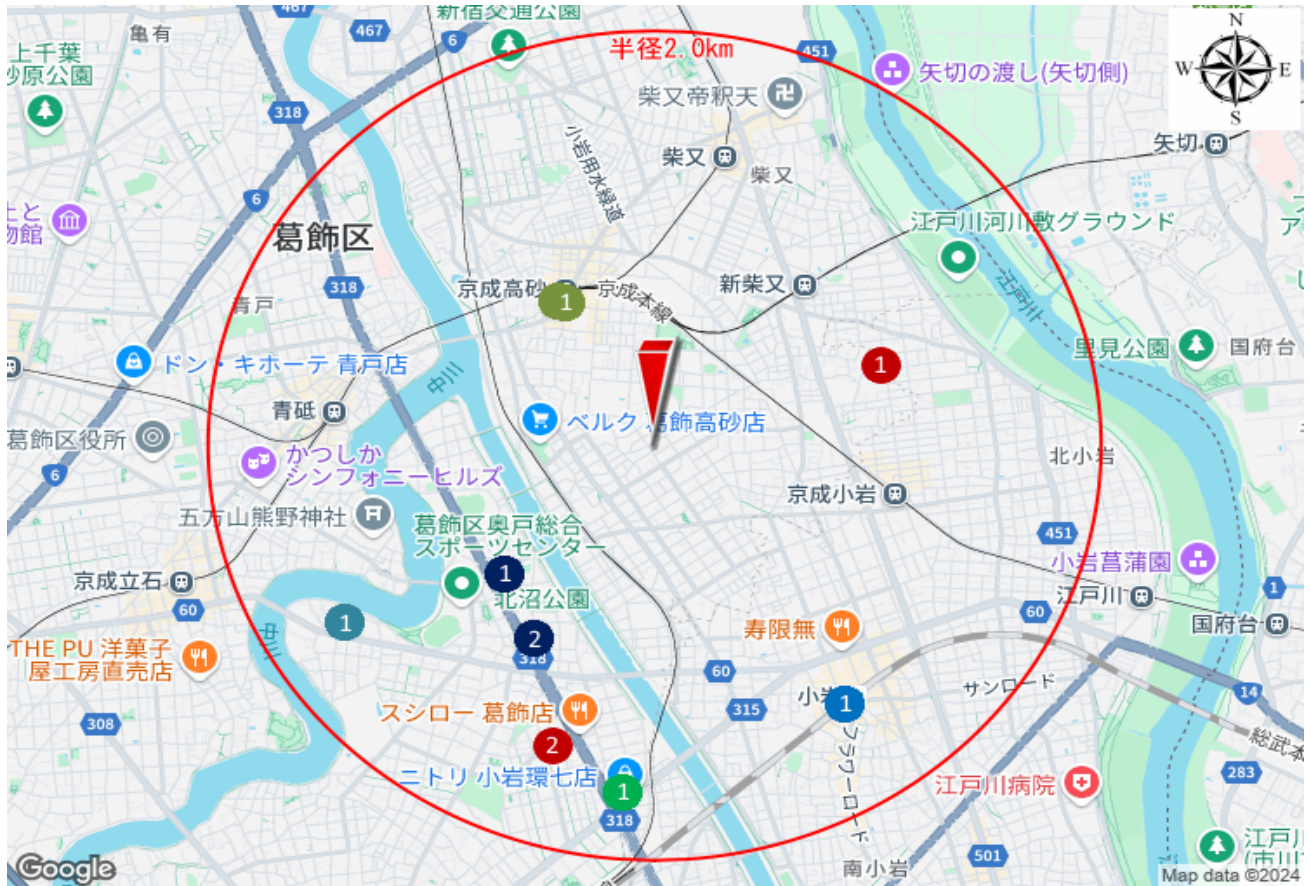 新宿交通公園
318
467
亀有
467
6
半径2.0km
451
N
W
E
S
上千葉
砂原公園
矢切の渡し(矢切側)
柴又帝釈天
318
小岩用水緑道
柴又
柴又
矢切
6
土と
物館
葛飾区
江戸川河川敷グラウンド
318
京成高砂
1
京成本線
新柴又
江戸川
青戸
里見公園
国府台
ドン・キホーテ 青戸店
中川
1
青砥
葛飾区役所
ベルク 葛飾高砂店
かつしか
シンフォニーヒルズ
北小岩
6
京成小岩
五方山熊野神社
葛飾区奥戸総合
スポーツセンター
451
小岩菖蒲園
京成立石
1
北沼公園
江戸川
1
60
1
60
国府台
THE PU 洋菓子
屋工房直売店
中川
2
318
寿限無
60
サンロード
14
308
スシロー 葛飾店
315
小岩
1
フラワーロード
総武本
2
ニトリ 小岩環七店
1
283
江戸川病院
318
501
江戸川
(市川
南小岩
Google
Map data ©2024